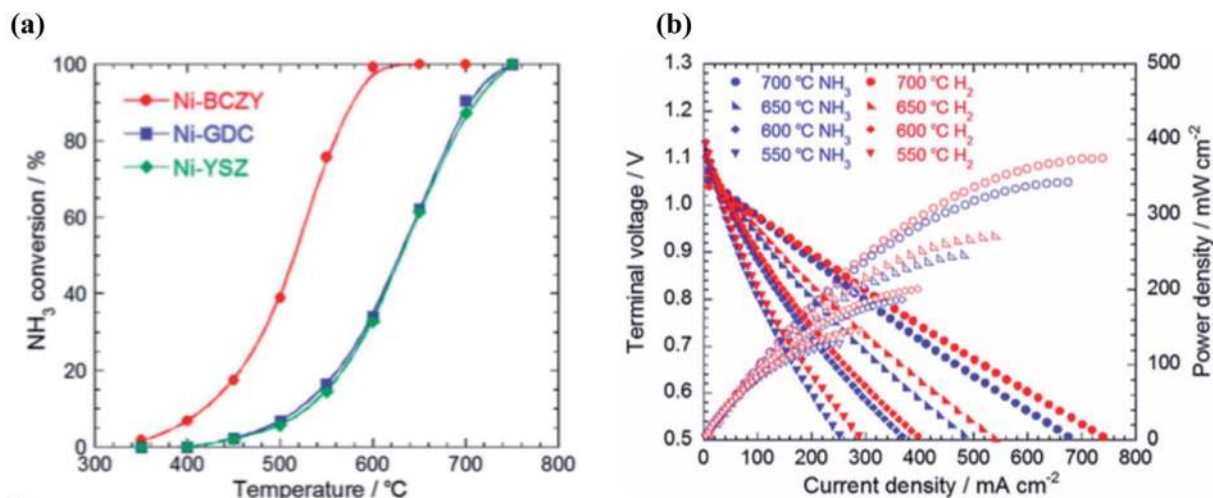 (a)
100
80
60
40
20
0
NH3 conversion / %
Ni-BCZY
Ni-GDC
Ni-YSZ
300 400 500 600 700 800
Temperature / °C
(b)
1.3
1.2
1.1
1.0
0.9
0.8
0.7
0.6
0.5
Terminal voltage / V
700 °C NH3 700 °C H2
650 °C NH3 650 °C H2
600 °C NH3 600 °C H2
550 °C NH3 550 °C H2
500
400
300
200
100
0
Power density / mW cm-2
0 100 200 300 400 500 600 700 800
Current density / mA cm-2